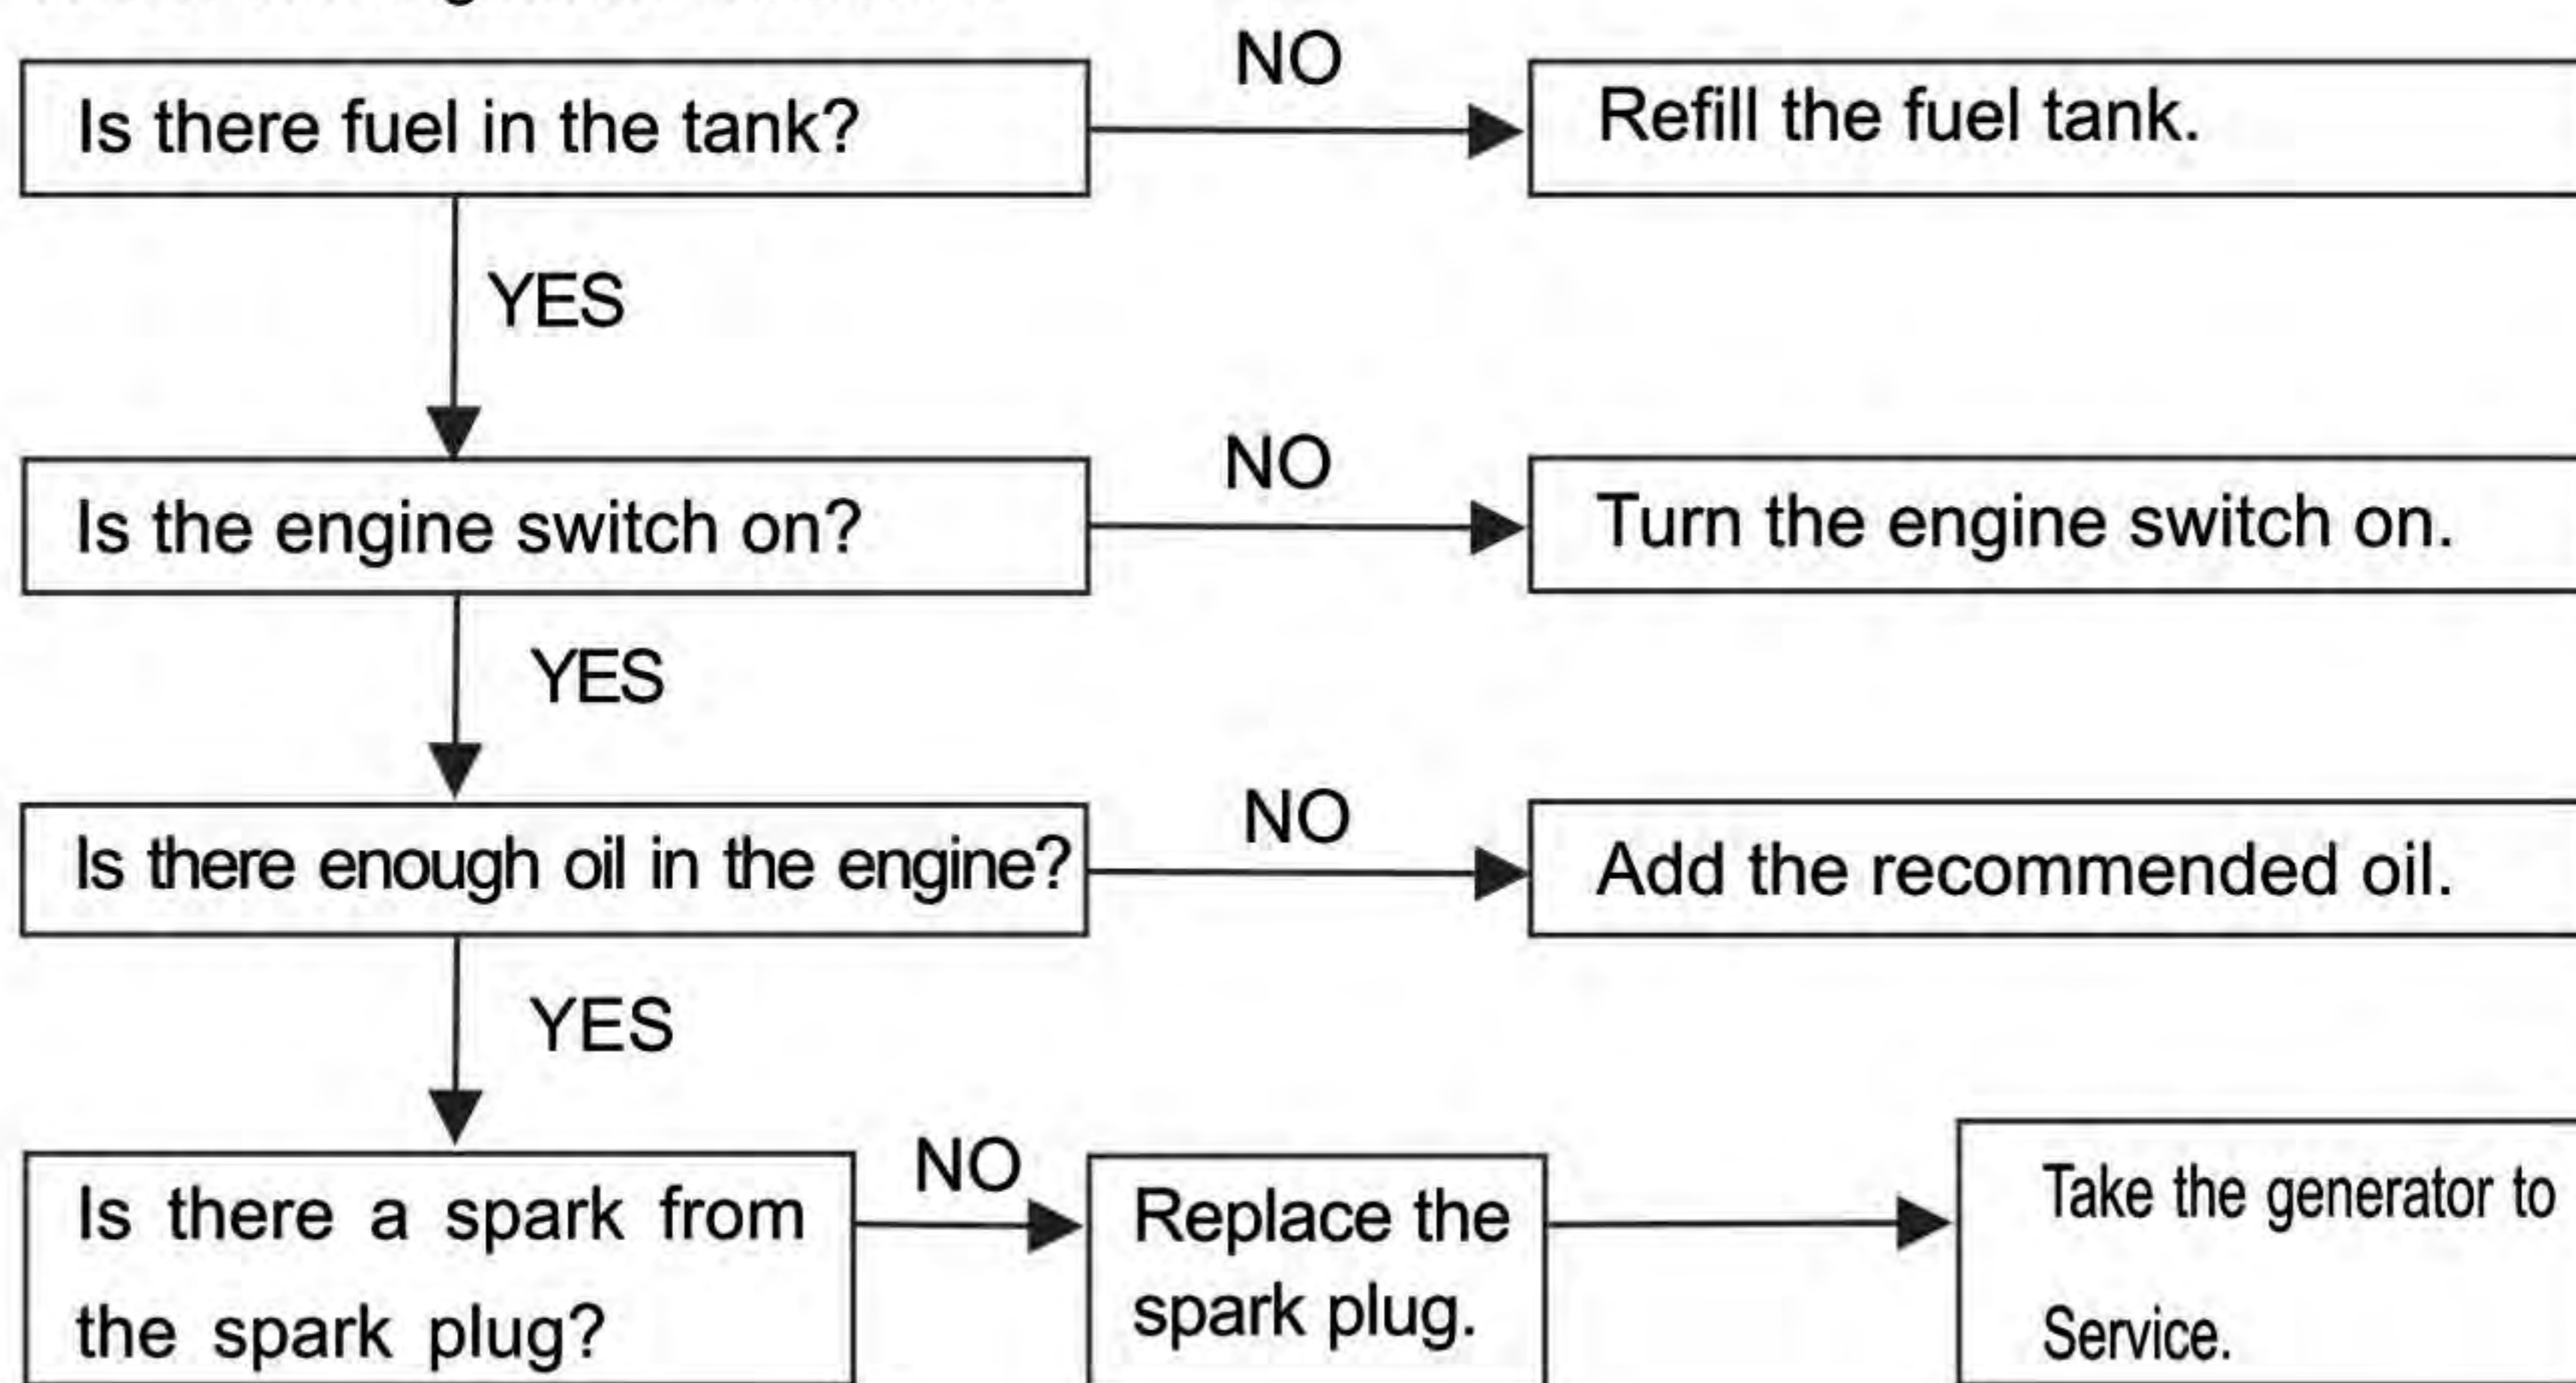 Is there fuel in the tank?
NO
Refill the fuel tank.
YES
Is the engine switch on?
NO
Turn the engine switch on.
YES
Is there enough oil in the engine?
NO
Add the recommended oil.
YES
Is there a spark from
the spark plug?
NO
Replace the
spark plug.
Take the generator to
Service.